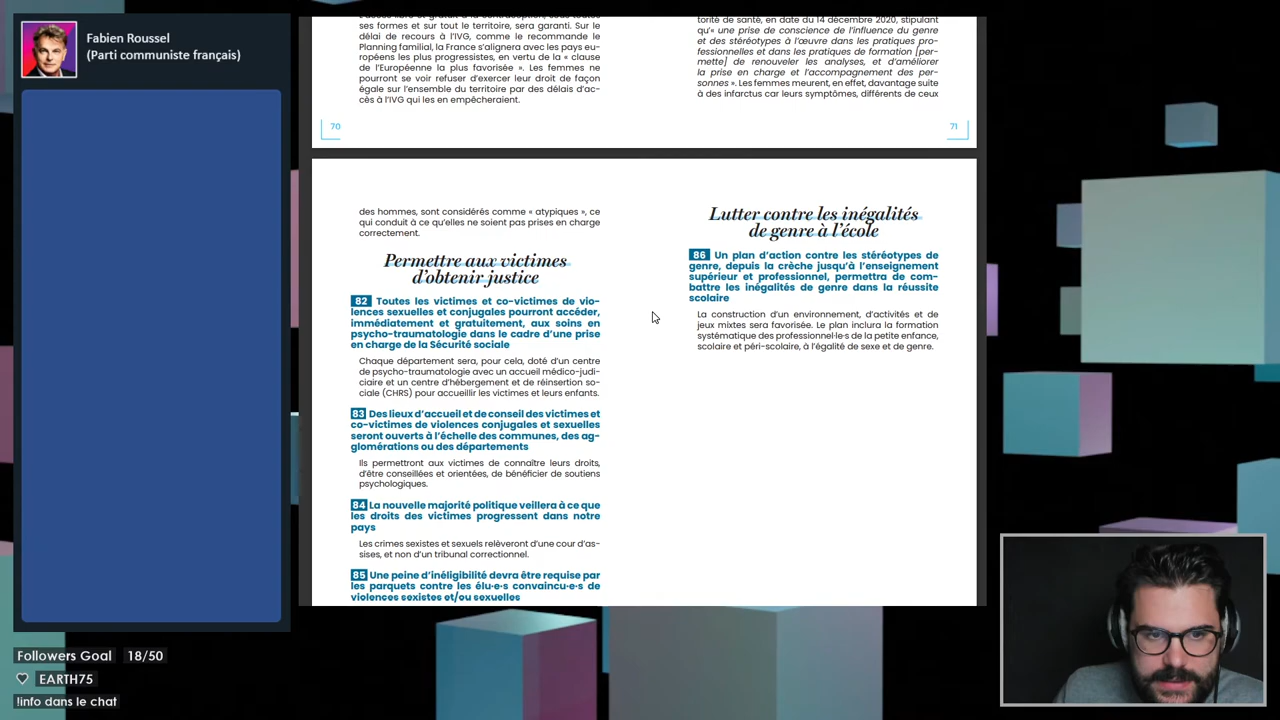 Fabien Roussel
(Parti communiste français)
ses formes et sur tout le territoire, sera garanti. Sur le
délai de recours à l'IVG, comme le recommande le
Planning familial, la France s'alignera avec les pays eu-
ropéens les plus progressistes, en vertu de la « clause
de l'Européenne la plus favorisée ». Les femmes ne
pourront se voir refuser d'exercer leur droit de façon
égale sur l'ensemble du territoire par des délais d'ac-
cès à l'IVG qui les en empêcheraient.
70
torité de santé, en date du 14 décembre 2020, stipulant
qu'« une prise de conscience de l'influence du genre
et des stéréotypes à l'œuvre dans les pratiques pro-
fessionnelles et dans les pratiques de formation [per-
mette] de renouveler les analyses, et d'améliorer
la prise en charge et l'accompagnement des per-
sonnes ». Les femmes meurent, en effet, davantage suite
à des infarctus car leurs symptômes, différents de ceux
71
des hommes, sont considérés comme « atypiques », ce
qui conduit à ce qu'elles ne soient pas prises en charge
correctement.
Permettre aux victimes
d'obtenir justice
82 Toutes les victimes et co-victimes de vio-
lences sexuelles et conjugales pourront accéder,
immédiatement et gratuitement, aux soins en
psycho-traumatologie dans le cadre d'une prise
en charge de la Sécurité sociale
Chaque département sera, pour cela, doté d'un centre
de psycho-traumatologie avec un accueil médico-judi-
ciaire et un centre d'hébergement et de réinsertion so-
ciale (CHRS) pour accueillir les victimes et leurs enfants.
83 Des lieux d'accueil et de conseil des victimes et
co-victimes de violences conjugales et sexuelles
seront ouverts à l'échelle des communes, des ag-
glomérations ou des départements
Ils permettront aux victimes de connaître leurs droits,
d'être conseillées et orientées, de bénéficier de soutiens
psychologiques.
84 La nouvelle majorité politique veillera à ce que
les droits des victimes progressent dans notre
pays
Les crimes sexistes et sexuels relèveront d'une cour d'as-
sises, et non d'un tribunal correctionnel.
85 Une peine d'inéligibilité devra être requise par
les parquets contre les élu·e·s convaincu·e·s de
violences sexistes et/ou sexuelles
Lutter contre les inégalités
de genre à l'école
86 Un plan d'action contre les stéréotypes de
genre, depuis la crèche jusqu'à l'enseignement
supérieur et professionnel, permettra de com-
battre les inégalités de genre dans la réussite
scolaire
La construction d'un environnement, d'activités et de
jeux mixtes sera favorisée. Le plan inclura la formation
systématique des professionnel·le·s de la petite enfance,
scolaire et péri-scolaire, à l'égalité de sexe et de genre.
Followers Goal 18/50
EARTH75
!info dans le chat